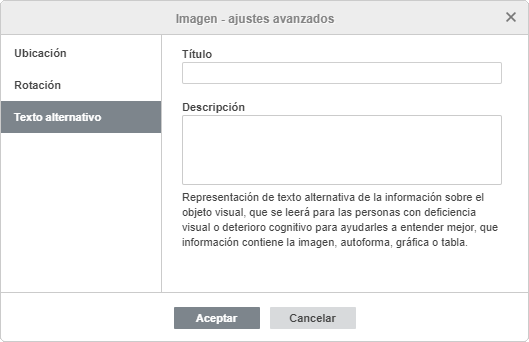 Imagen - ajustes avanzados
Ubicación
Rotación
Texto alternativo
Título
Descripción
Representación de texto alternativa de la información sobre el
objeto visual, que se leerá para las personas con deficiencia
visual o deterioro cognitivo para ayudarles a entender mejor, que
información contiene la imagen, autoforma, gráfica o tabla.
Aceptar
Cancelar